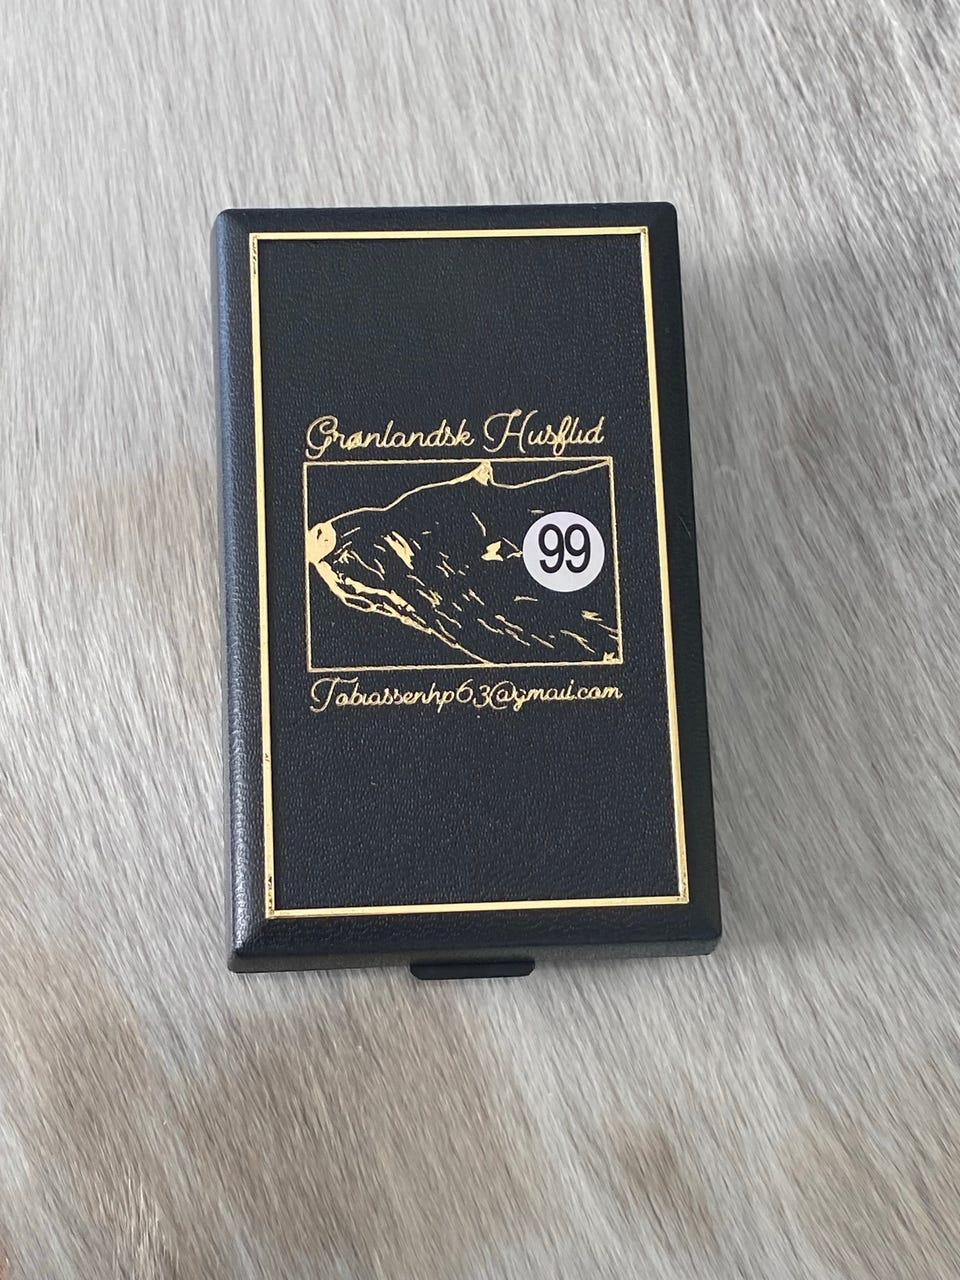 Grønlandsk Husflid
99
Tobiassenhp63@gmail.com